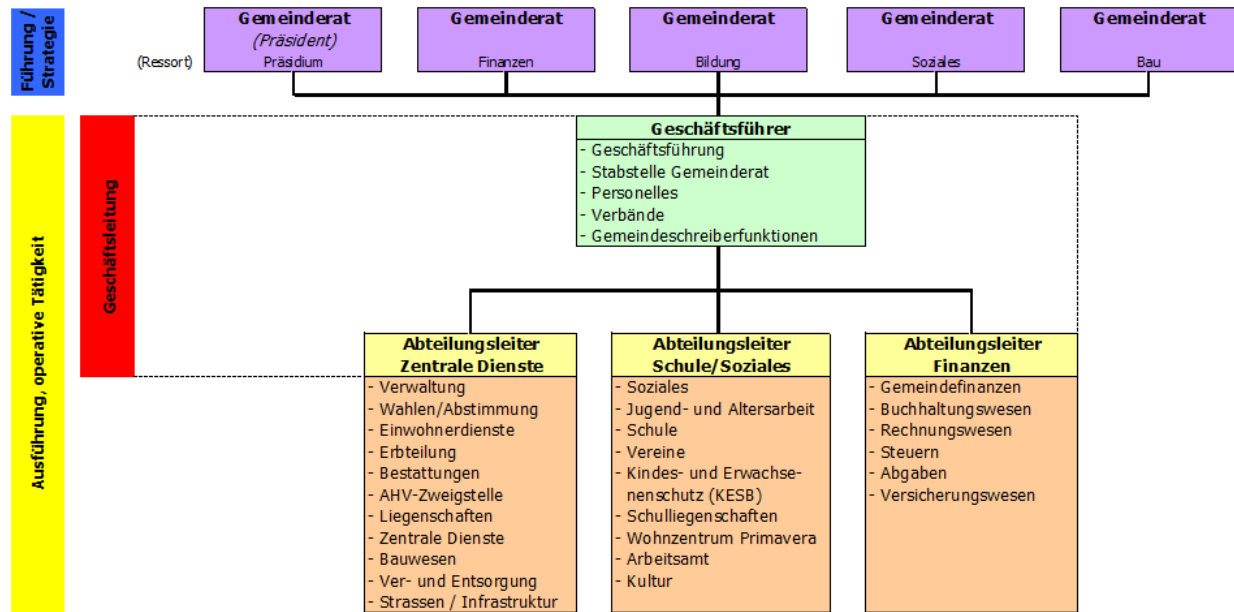 Führung /
Strategie
(Ressort)
Gemeinderat
(Präsident)
Präsidium
Gemeinderat
Finanzen
Gemeinderat
Bildung
Gemeinderat
Soziales
Gemeinderat
Bau
Ausführung, operative Tätigkeit
Geschäftsleitung
Geschäftsführer
- Geschäftsführung
- Stabstelle Gemeinderat
- Personelles
- Verbände
- Gemeindeschreiberfunktionen
Abteilungsleiter
Zentrale Dienste
- Verwaltung
- Wahlen/Abstimmung
- Einwohnerdienste
- Erbteilung
- Bestattungen
- AHV-Zweigstelle
- Liegenschaften
- Zentrale Dienste
- Bauwesen
- Ver- und Entsorgung
- Strassen / Infrastruktur
Abteilungsleiter
Schule/Soziales
- Soziales
- Jugend- und Altersarbeit
- Schule
- Vereine
- Kindes- und Erwachse-
nenschutz (KESB)
- Schulliegenschaften
- Wohnzentrum Primavera
- Arbeitsamt
- Kultur
Abteilungsleiter
Finanzen
- Gemeindefinanzen
- Buchhaltungswesen
- Rechnungswesen
- Steuern
- Abgaben
- Versicherungswesen